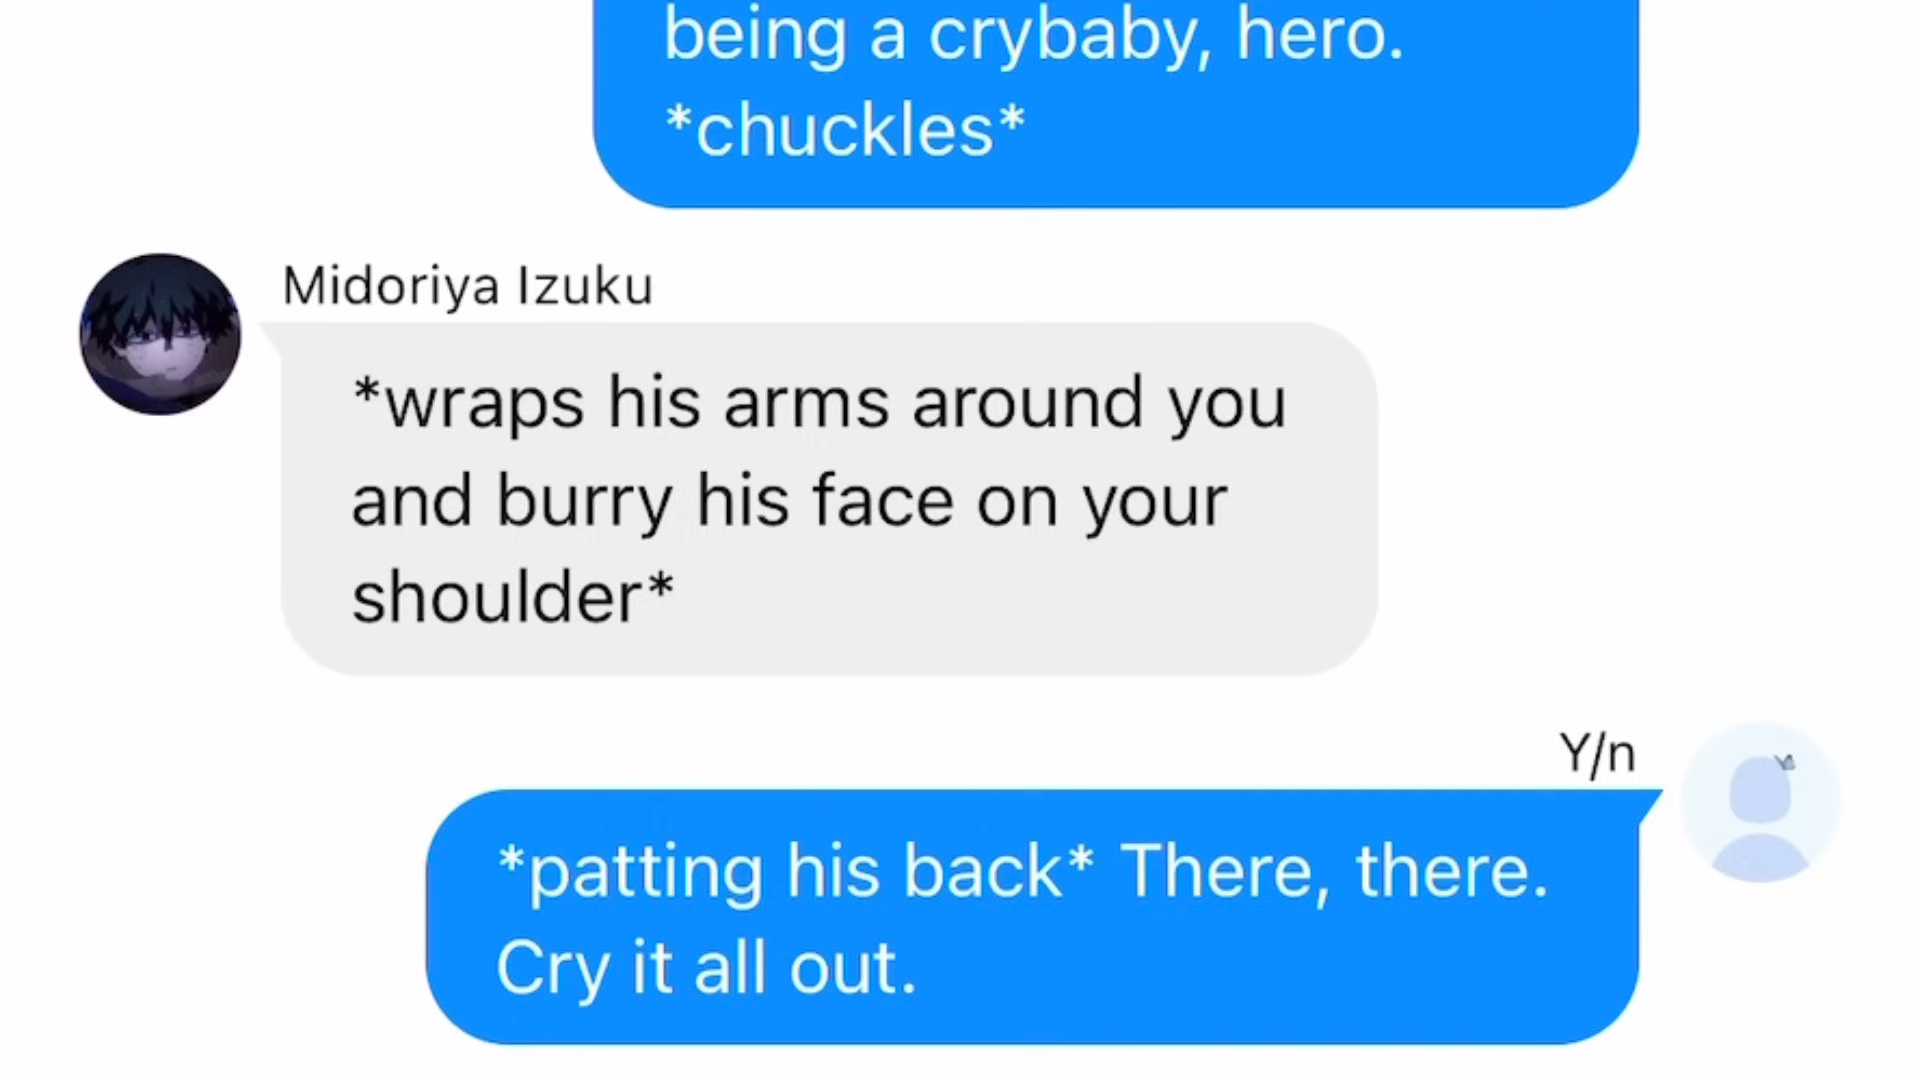 being a crybaby, hero.
*chuckles*
Midoriya Izuku
*wraps his arms around you
and burry his face on your
shoulder*
Y/n
*patting his back* There, there.
Cry it all out.